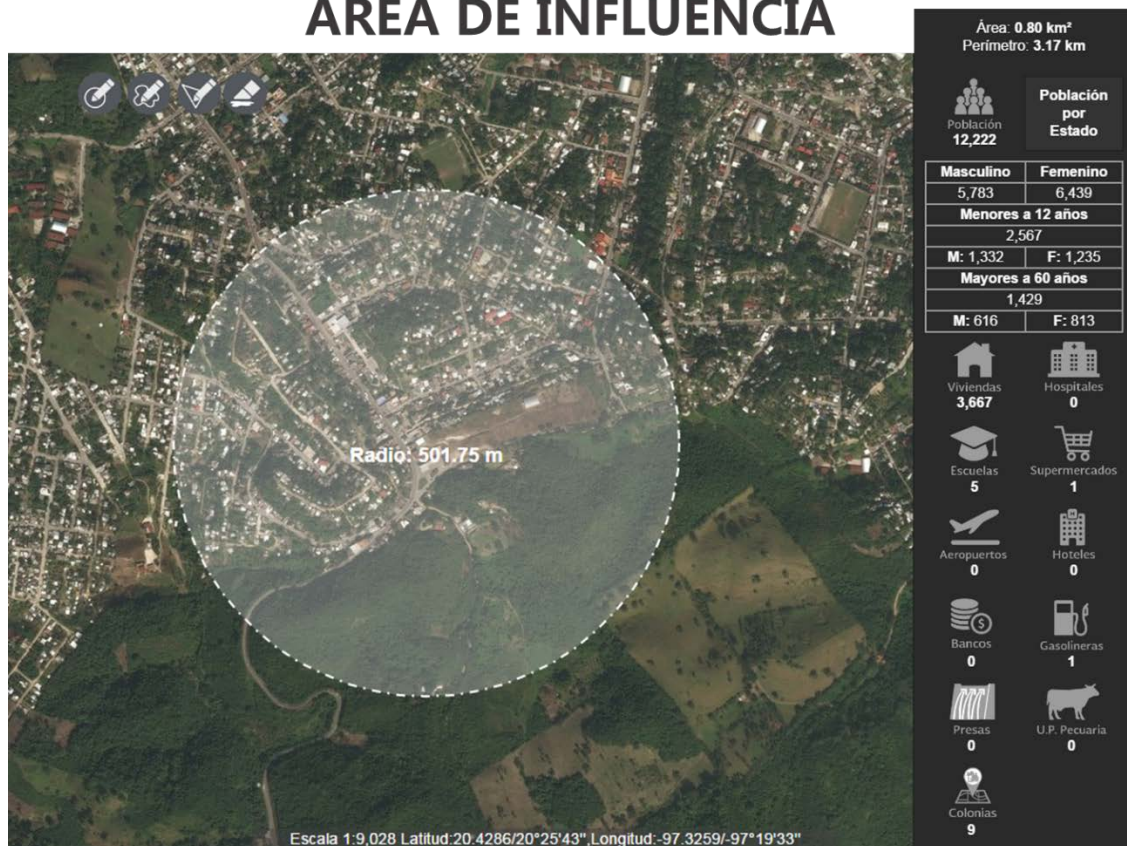 ÁREA DE INFLUENCIA
Área: 0.80 km²
Perímetro: 3.17 km
Población
12,222
Población
por
Estado
Masculino Femenino
5,783 6,439
Menores a 12 años
2,567
M: 1,332 F: 1,235
Mayores a 60 años
1,429
M: 616 F: 813
Viviendas Hospitales
3,667 0
Escuelas Supermercados
5 1
Aeropuertos Hoteles
0 0
Bancos Gasolineras
0 1
Presas U.P. Pecuaria
0 0
Colonias
9
Radio: 501.75 m
Escala 1:9,028 Latitud:20.4286/20°25'43",Longitud:-97.3259/-97°19'33"